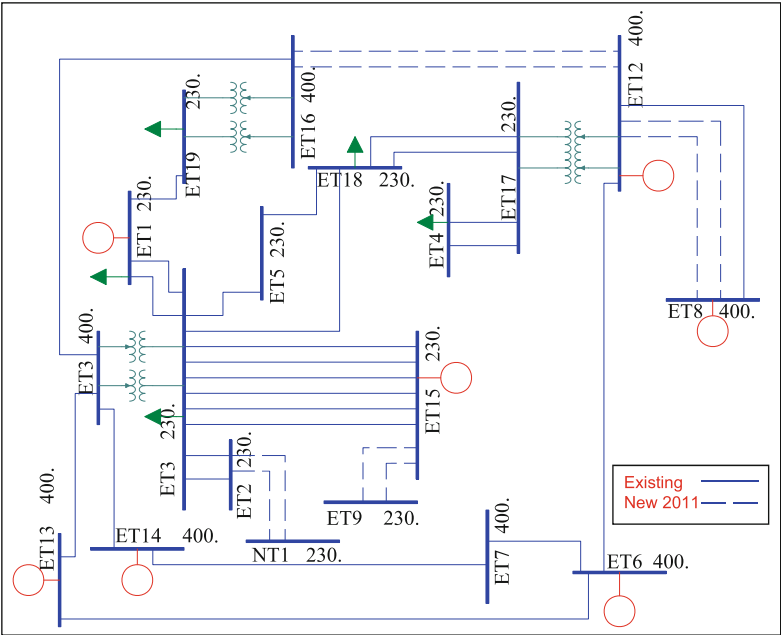 ET12 400.
ET16 400.
ET19 230.
ET18 230.
ET17 230.
ET4 230.
ET1 230.
ET5 230.
ET8 400.
ET3 400.
ET15 230.
ET3 230.
ET2 230.
Existing
New 2011
ET9 230.
ET13 400.
ET14 400.
NT1 230.
ET7 400.
ET6 400.